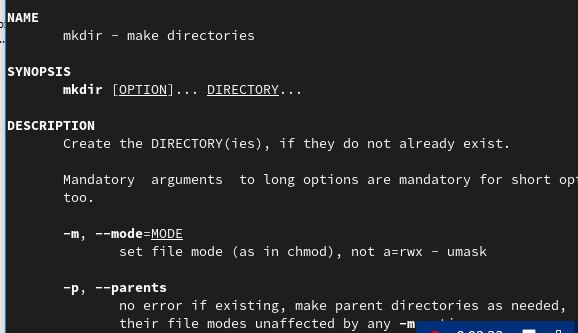 NAME
mkdir - make directories
SYNOPSIS
mkdir [OPTION]... DIRECTORY...
DESCRIPTION
Create the DIRECTORY(ies), if they do not already exist.
Mandatory arguments to long options are mandatory for short
too.
-m, --mode=MODE
set file mode (as in chmod), not a=rwx - umask
-p, --parents
no error if existing, make parent directories as needed,
their file modes unaffected by any -m